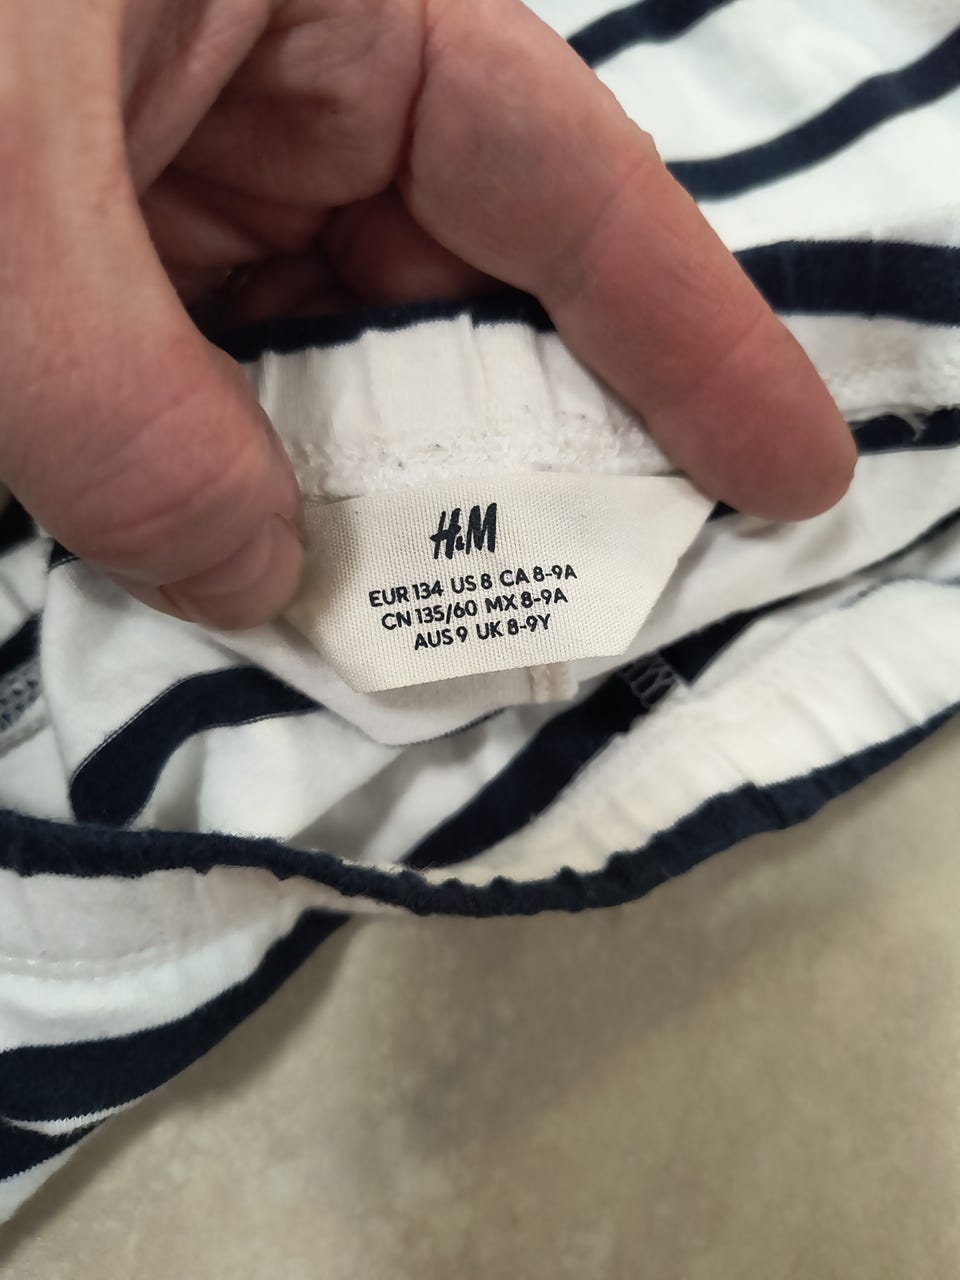 H&M
EUR 134 US 8 CA 8-9A
CN 135/60 MX 8-9A
AUS 9 UK 8-9Y